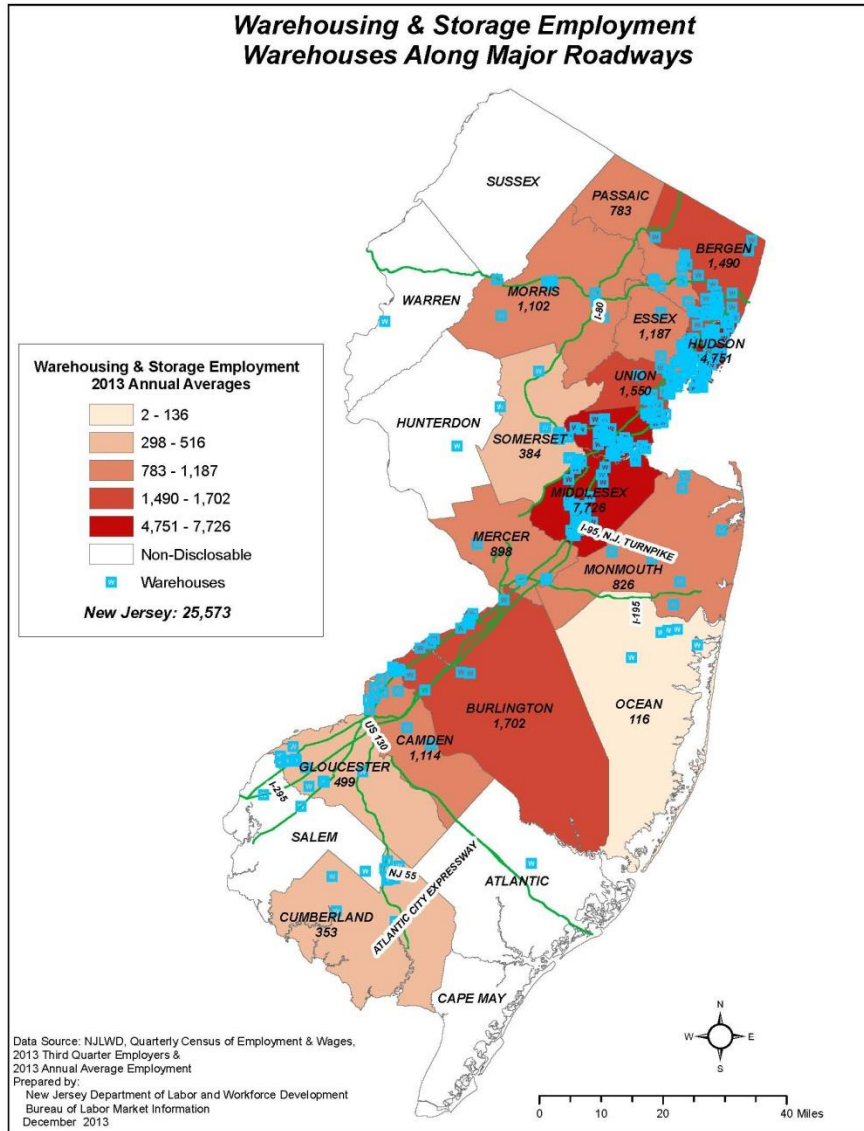 Warehousing & Storage Employment
Warehouses Along Major Roadways
SUSSEX
PASSAIC
783
BERGEN
1,490
WARREN
MORRIS
1,102
I-80
ESSEX
1,187
HUDSON
4,751
UNION
1,550
Warehousing & Storage Employment
2013 Annual Averages
2 - 136
298 - 516
783 - 1,187
1,490 - 1,702
4,751 - 7,726
Non-Disclosable
W Warehouses
New Jersey: 25,573
HUNTERDON
SOMERSET
384
MIDDLESEX
7,726
MERCER
898
I-95, N.J. TURNPIKE
MONMOUTH
826
I-195
OCEAN
116
BURLINGTON
1,702
US 130
CAMDEN
1,114
GLOUCESTER
499
I-295
SALEM
NJ 55
ATLANTIC CITY EXPRESSWAY
ATLANTIC
CUMBERLAND
353
CAPE MAY
N
W E
S
Data Source: NJLWD, Quarterly Census of Employment & Wages,
2013 Third Quarter Employers &
2013 Annual Average Employment
Prepared by:
New Jersey Department of Labor and Workforce Development
Bureau of Labor Market Information
December 2013
0 10 20 40 Miles